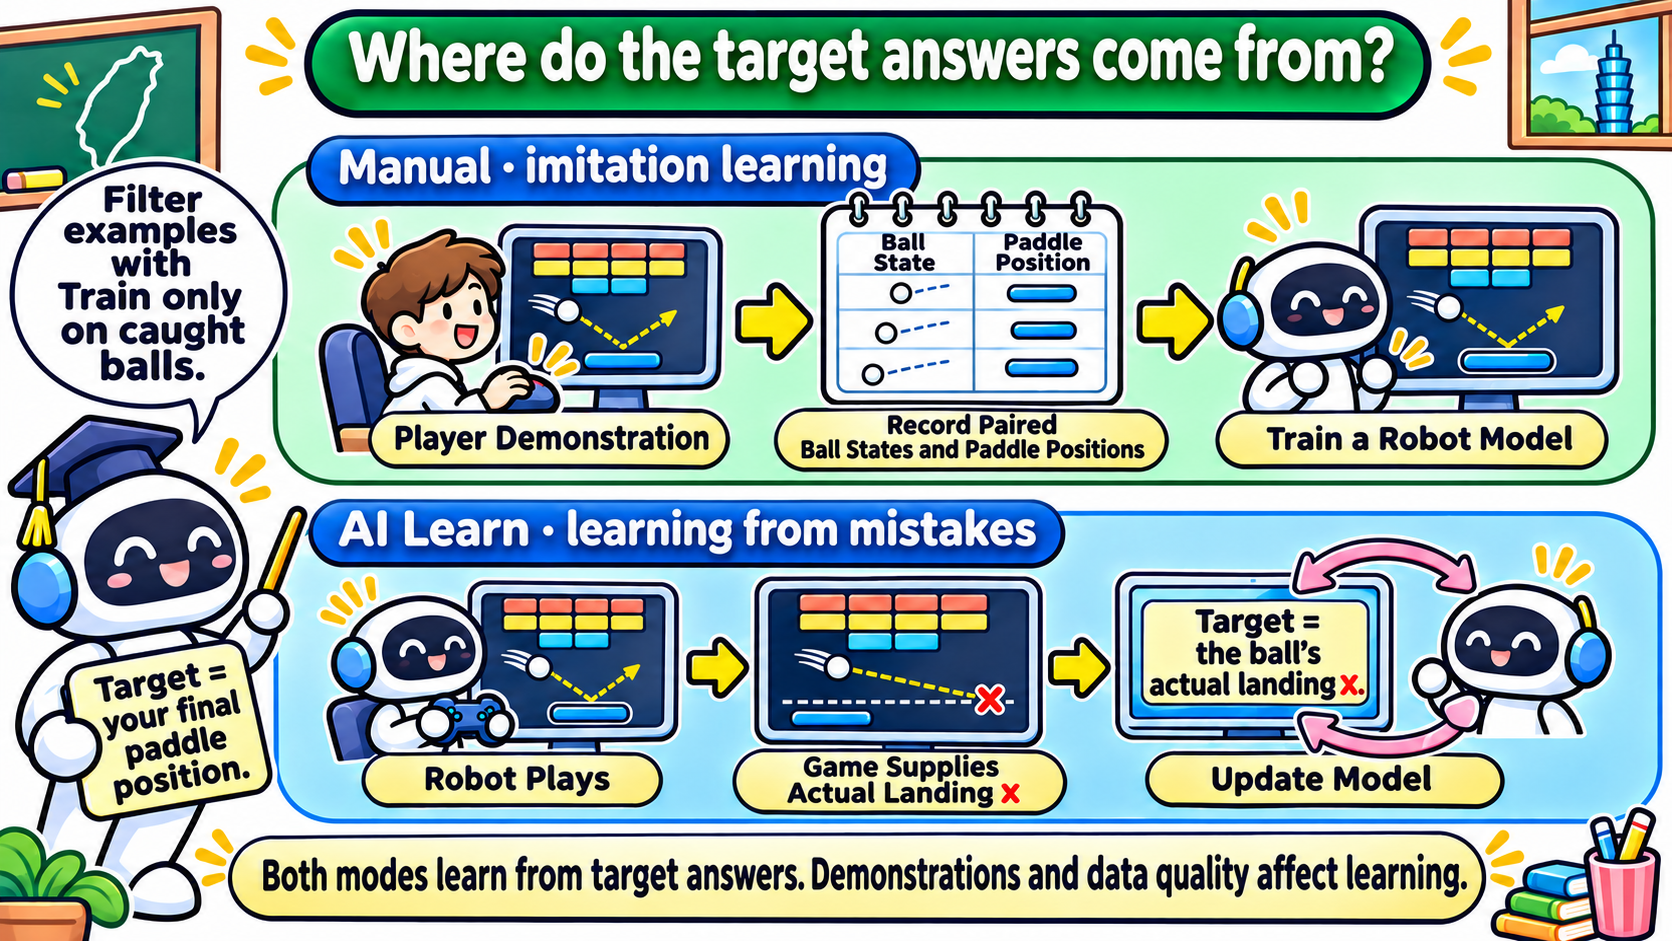 Where do the target answers come from?
Manual · imitation learning
Filter
examples
with
Train only
on caught
balls.
Ball
State
Paddle
Position
Player Demonstration
Record Paired
Ball States and Paddle Positions
Train a Robot Model
AI Learn · learning from mistakes
Target =
your final
paddle
position.
Target =
the ball's
actual landing X.
Robot Plays
Game Supplies
Actual Landing X
Update Model
Both modes learn from target answers. Demonstrations and data quality affect learning.